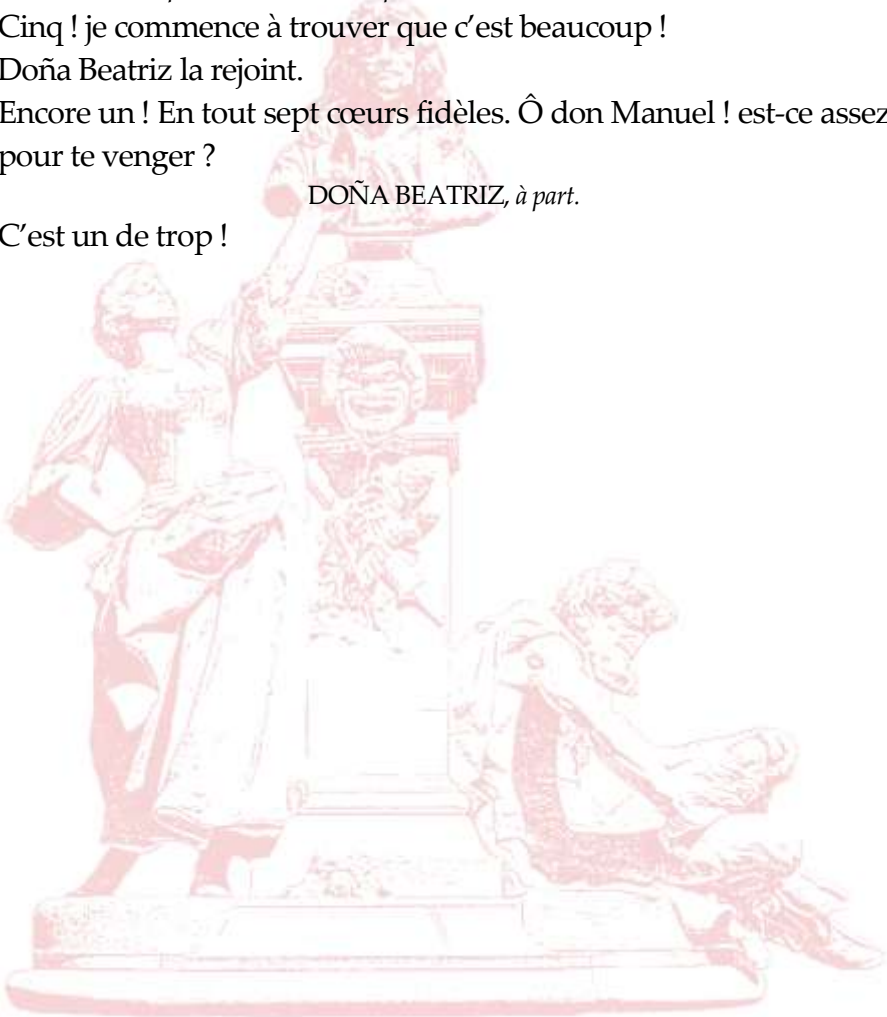 Cinq ! je commence à trouver que c’est beaucoup !
Doña Beatriz la rejoint.
Encore un ! En tout sept cœurs fidèles. Ô don Manuel ! est-ce assez
pour te venger ?
DOÑA BEATRIZ, à part.
C’est un de trop !